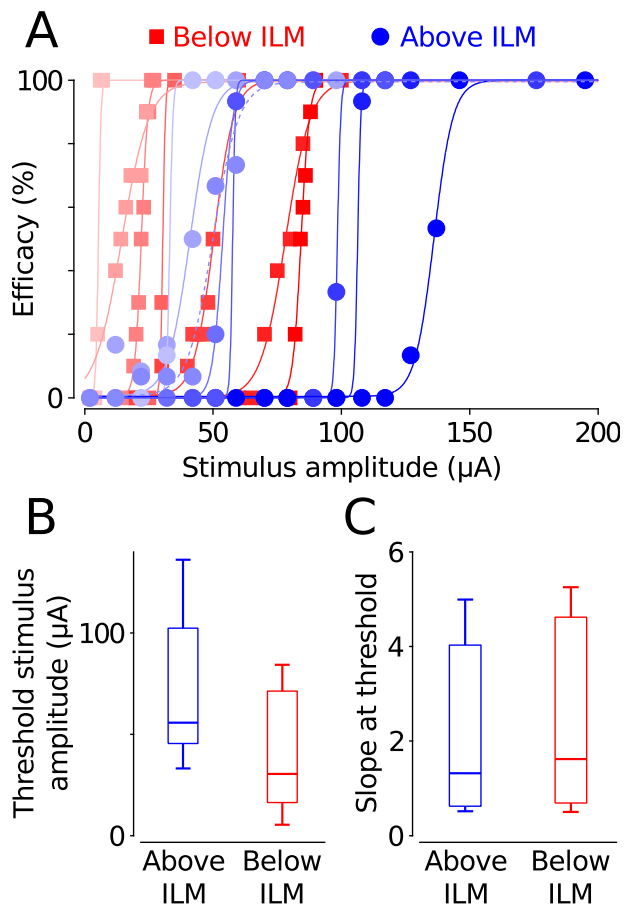 A
Below ILM
Above ILM
Efficacy (%)
100
0
0
50
100
150
200
Stimulus amplitude (µA)
B
Threshold stimulus
amplitude (µA)
100
0
Above
ILM
Below
ILM
C
Slope at threshold
6
4
2
0
Above
ILM
Below
ILM